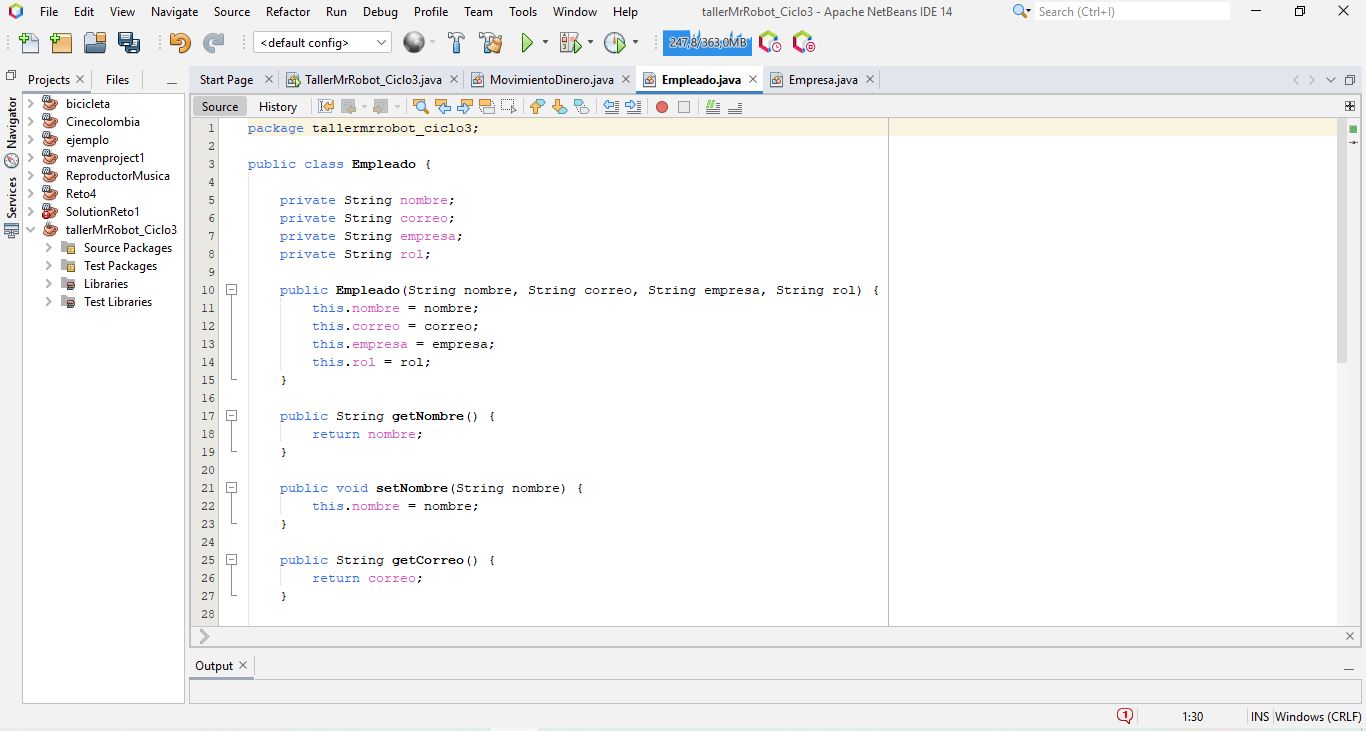 File Edit View Navigate Source Refactor Run Debug Profile Team Tools Window Help tallerMrRobot_Ciclo3 - Apache NetBeans IDE 14 Search (Ctrl+I)
<default config> 247,8/363,0MB
Projects Files
Start Page TallerMrRobot_Ciclo3.java MovimientoDinero.java Empleado.java Empresa.java
Source History
Navigator
Services
bicicleta
Cinecolombia
ejemplo
mavenproject1
ReproductorMusica
Reto4
SolutionReto1
tallerMrRobot_Ciclo3
Source Packages
Test Packages
Libraries
Test Libraries
1 package tallermrrobot_ciclo3;
2
3 public class Empleado {
4
5 private String nombre;
6 private String correo;
7 private String empresa;
8 private String rol;
9
10 public Empleado(String nombre, String correo, String empresa, String rol) {
11 this.nombre = nombre;
12 this.correo = correo;
13 this.empresa = empresa;
14 this.rol = rol;
15 }
16
17 public String getNombre() {
18 return nombre;
19 }
20
21 public void setNombre(String nombre) {
22 this.nombre = nombre;
23 }
24
25 public String getCorreo() {
26 return correo;
27 }
28
Output
1 1:30 INS Windows (CRLF)